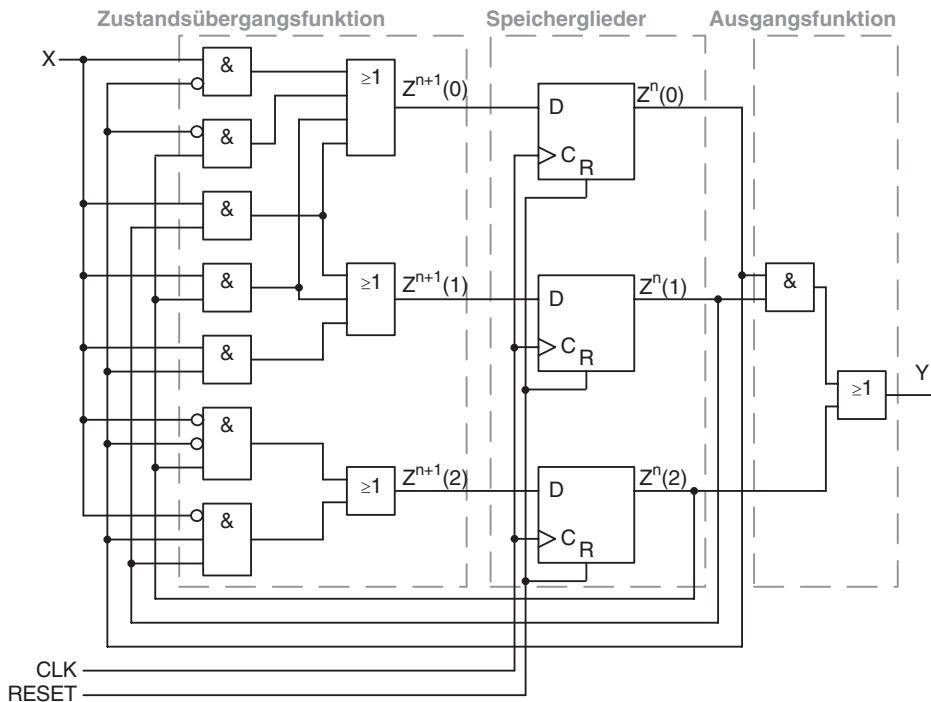 Zustandsübergangsfunktion
Speicherglieder
Ausgangsfunktion
X
&
≥1
Z^{n+1}(0)
D
Z^n(0)
C
R
&
&
&
≥1
Z^{n+1}(1)
D
Z^n(1)
&
C
R
&
≥1
Y
&
≥1
Z^{n+1}(2)
D
Z^n(2)
&
C
R
CLK
RESET